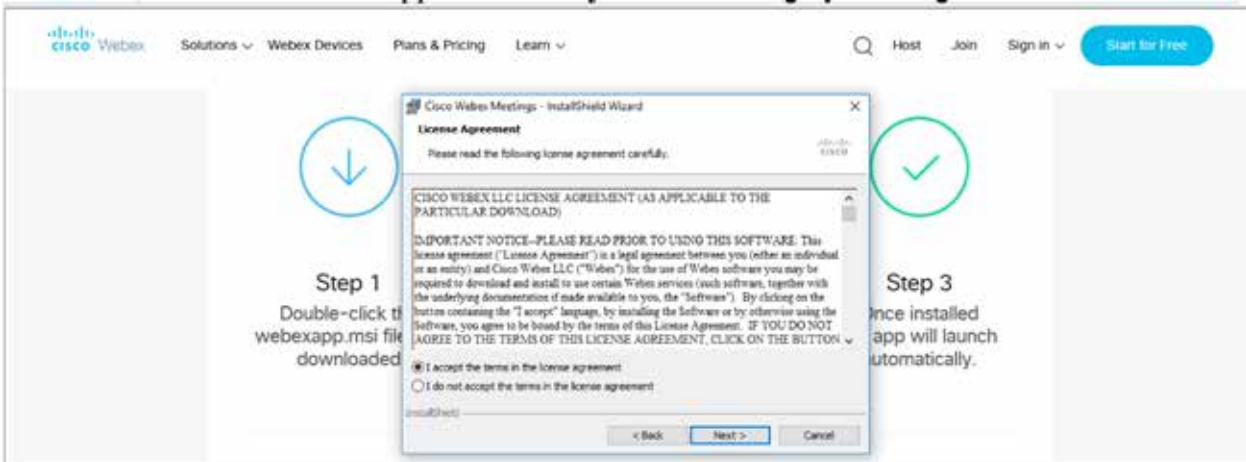 cisco Webex Solutions Webex Devices Plans & Pricing Learn Host Join Sign in Start for Free
Cisco Webex Meetings - InstallShield Wizard
License Agreement
Please read the following license agreement carefully.
CISCO
CISCO WEBEX LLC LICENSE AGREEMENT (AS APPLICABLE TO THE
PARTICULAR DOWNLOAD)
IMPORTANT NOTICE--PLEASE READ PRIOR TO USING THIS SOFTWARE: This
license agreement ("License Agreement") is a legal agreement between you (either an individual
or an entity) and Cisco Webex LLC ("Webex") for the use of Webex software you may be
required to download and install to use certain Webex services (such software, together with
the underlying documentation if made available to you, the "Software"). By clicking on the
button containing the "I accept" language, by installing the Software or by otherwise using the
Software, you agree to be bound by the terms of this License Agreement. IF YOU DO NOT
AGREE TO THE TERMS OF THIS LICENSE AGREEMENT, CLICK ON THE BUTTON
I accept the terms in the license agreement
I do not accept the terms in the license agreement
InstallShield
< Back Next > Cancel
Step 1
Double-click
webexapp.msi file
downloaded
Step 3
nce installed
app will launch
utomatically.